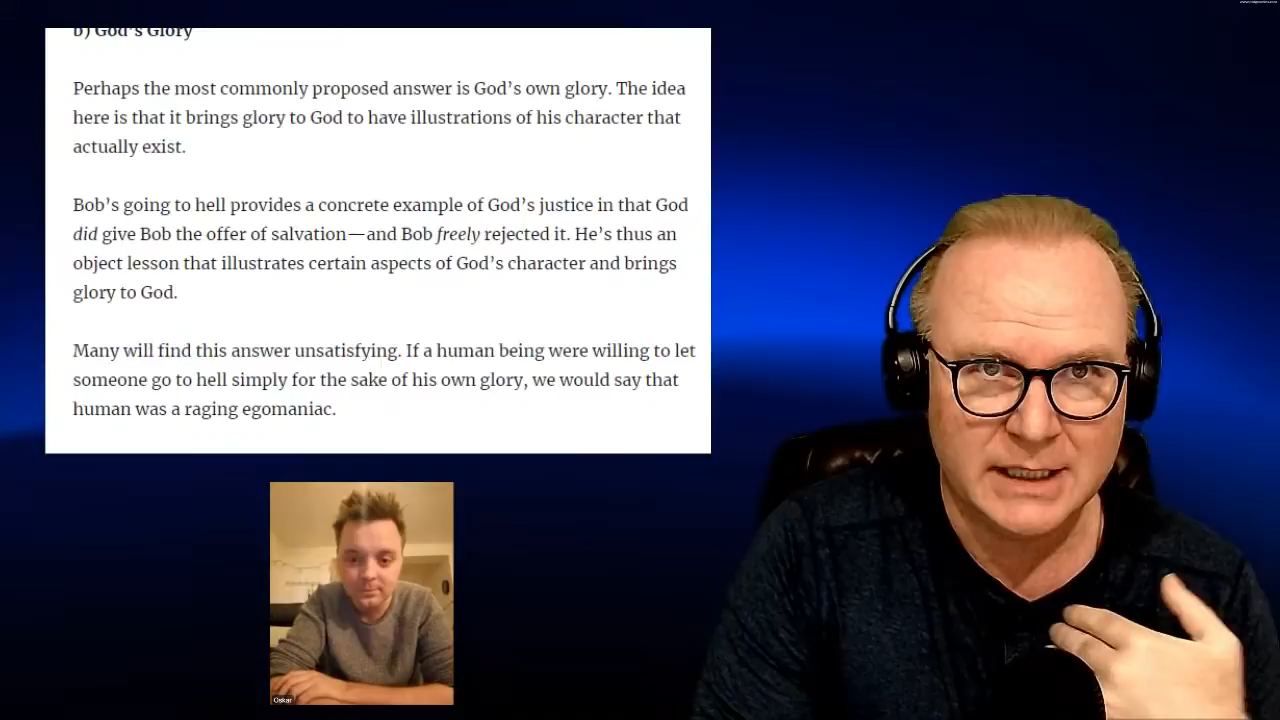 b) God's Glory
Perhaps the most commonly proposed answer is God's own glory. The idea
here is that it brings glory to God to have illustrations of his character that
actually exist.
Bob's going to hell provides a concrete example of God's justice in that God
did give Bob the offer of salvation—and Bob freely rejected it. He's thus an
object lesson that illustrates certain aspects of God's character and brings
glory to God.
Many will find this answer unsatisfying. If a human being were willing to let
someone go to hell simply for the sake of his own glory, we would say that
human was a raging egomaniac.
Oskar